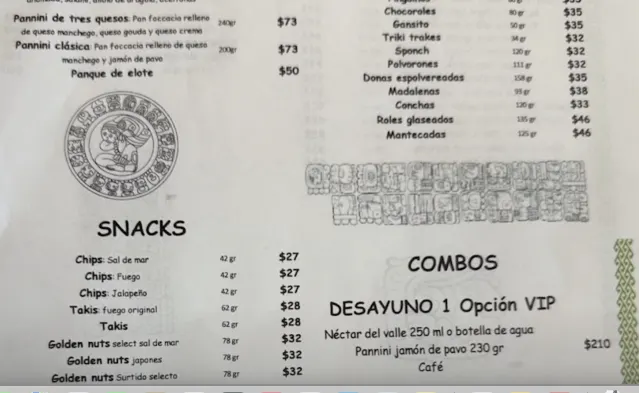 Pannini de tres quesos: Pan foccacia relleno 240gr $73
de queso manchego, queso gouda y queso crema
Pannini clásica: Pan foccacia relleno de queso 200gr $73
manchego y jamón de pavo
Panque de elote $50
SNACKS
Chips: Sal de mar 42 gr $27
Chips: Fuego 42 gr $27
Chips: Jalapeño 42 gr $27
Takis: fuego original 62 gr $28
Takis 62 gr $28
Golden nuts select sal de mar 78 gr $32
Golden nuts japones 78 gr $32
Golden nuts Surtido selecto 78 gr $32
$35
Chocoroles 80 gr $35
Gansito 50 gr $35
Triki trakes $32
Sponch 120 gr $32
Polvorones 111 gr $32
Donas espolvereadas 158 gr $35
Madalenas 93 gr $38
Conchas 120 gr $33
Roles glaseados 135 gr $46
Mantecadas 125 gr $46
COMBOS
DESAYUNO 1 Opción VIP
Néctar del valle 250 ml o botella de agua
Pannini jamón de pavo 230 gr $210
Café